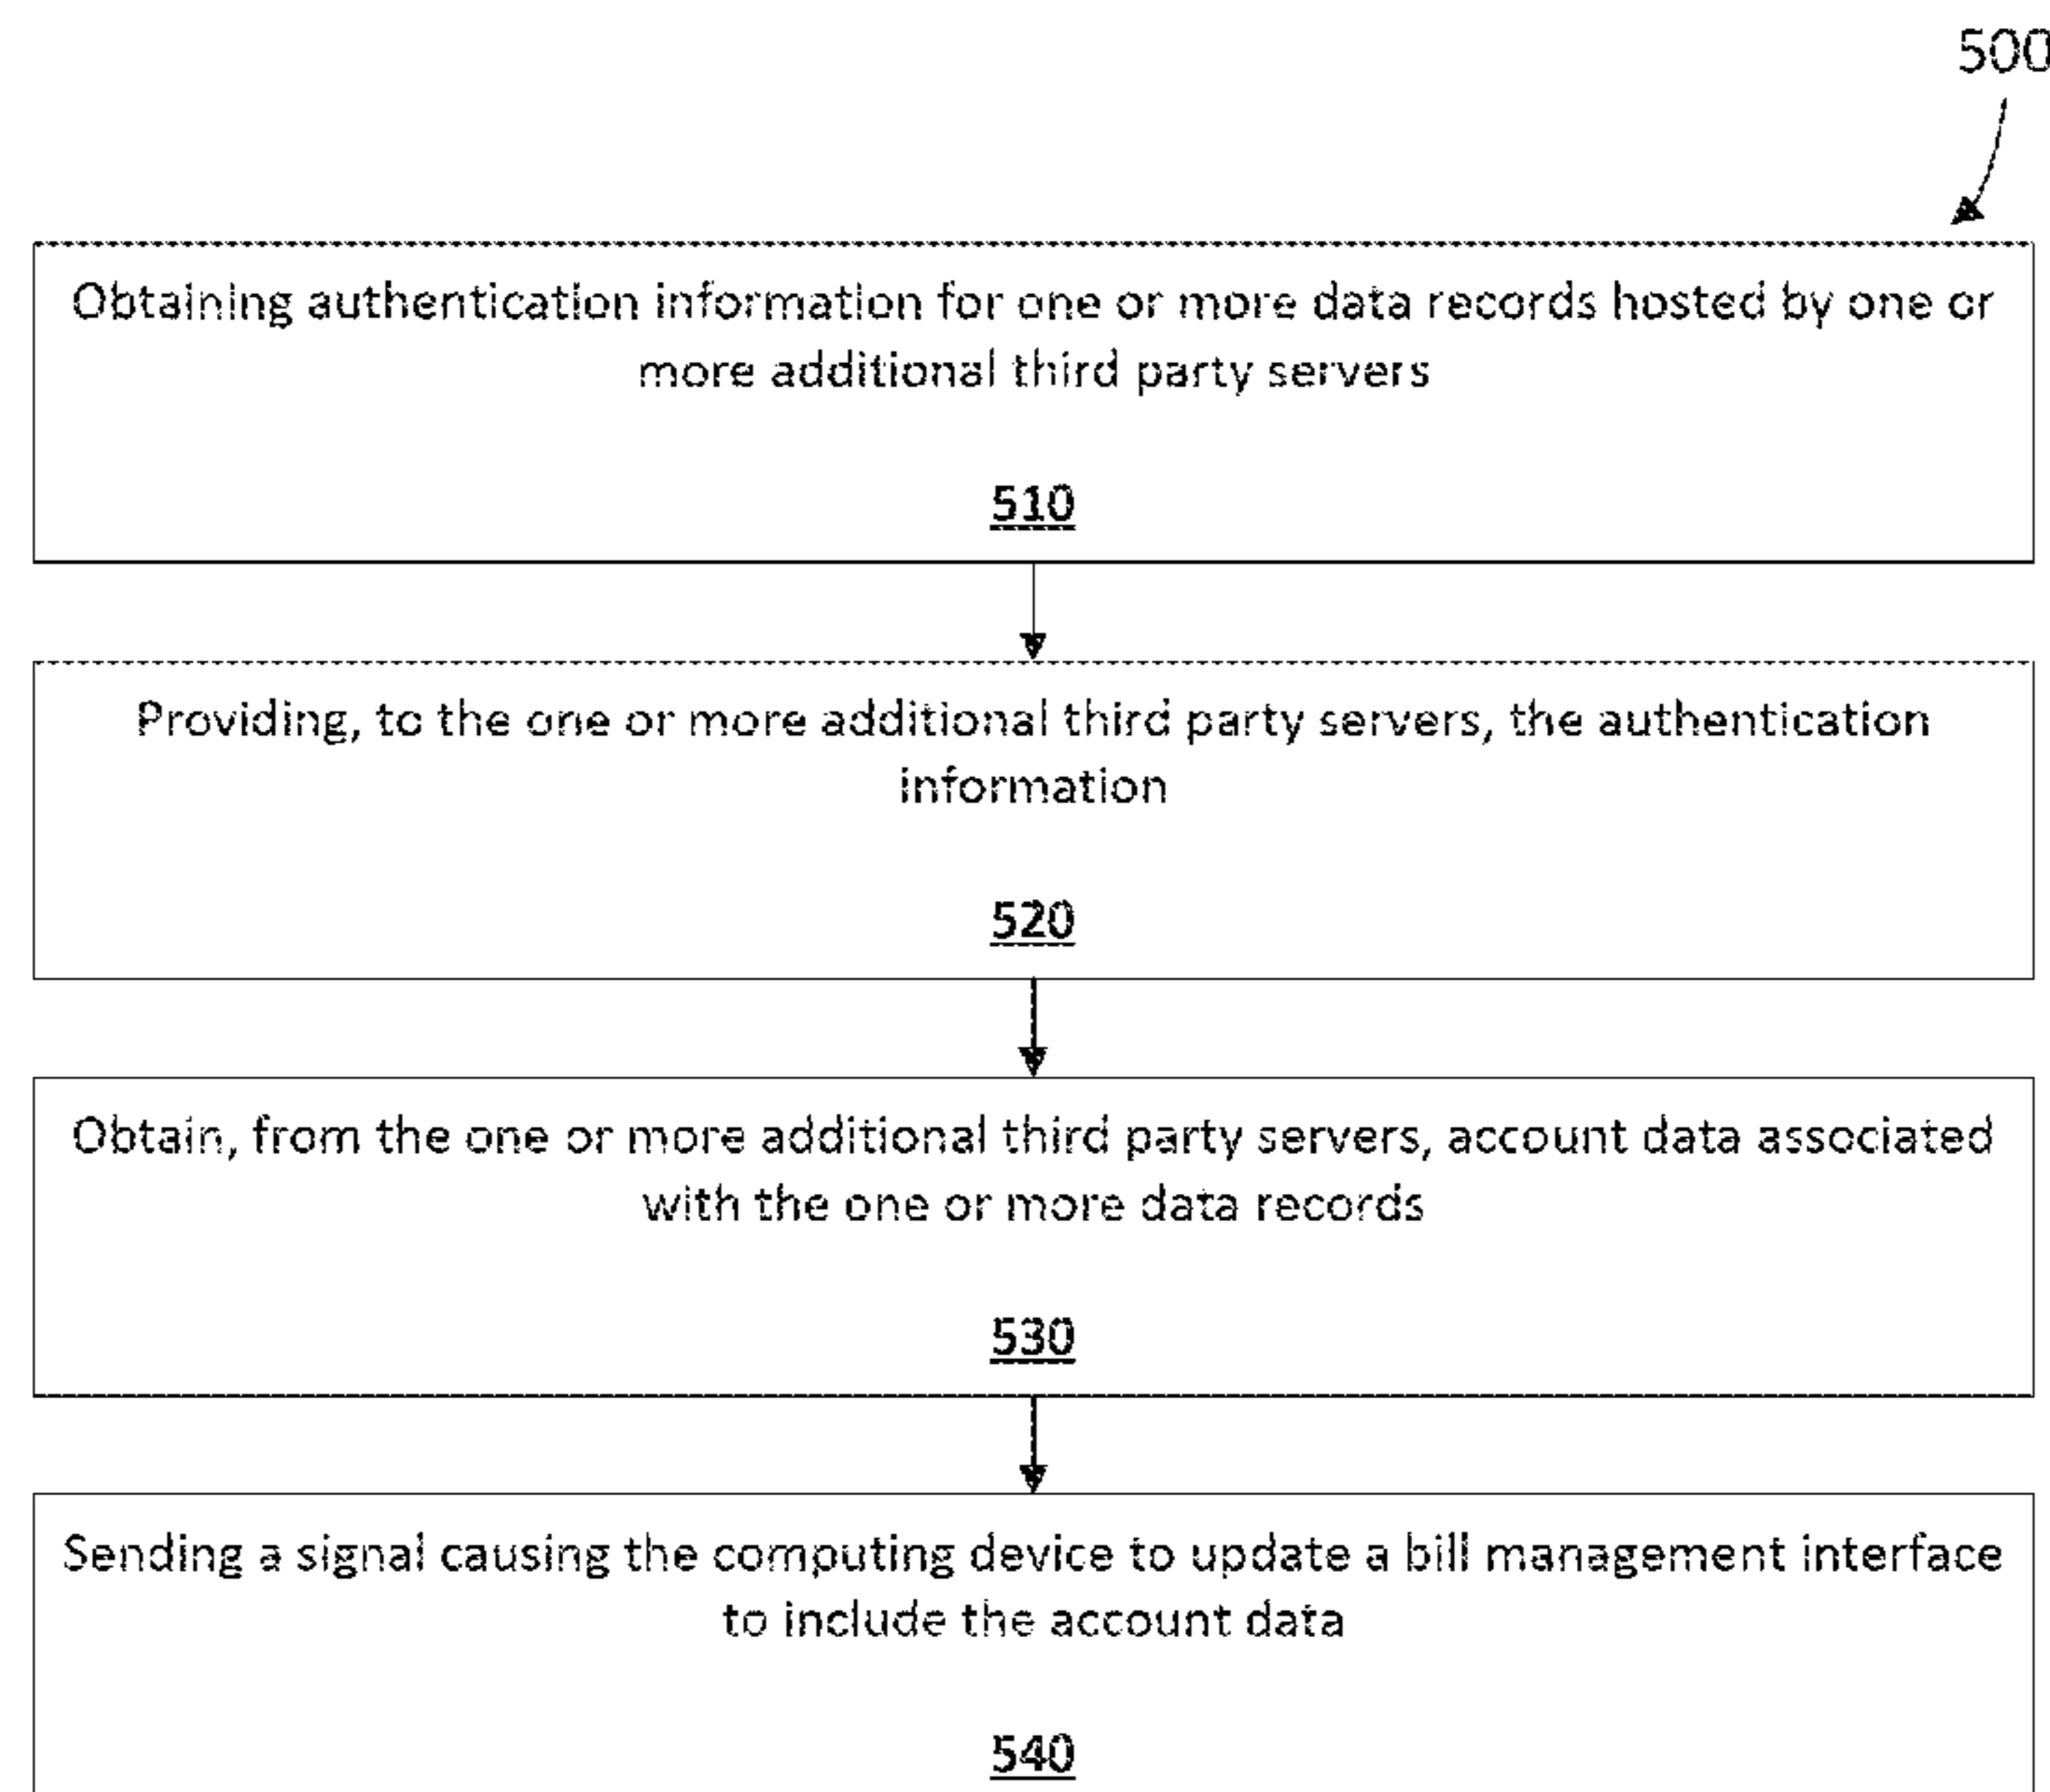 500
Obtaining authentication information for one or more data records hosted by one or
more additional third party servers
510
Providing, to the one or more additional third party servers, the authentication
information
520
Obtain, from the one or more additional third party servers, account data associated
with the one or more data records
530
Sending a signal causing the computing device to update a bill management interface
to include the account data
540